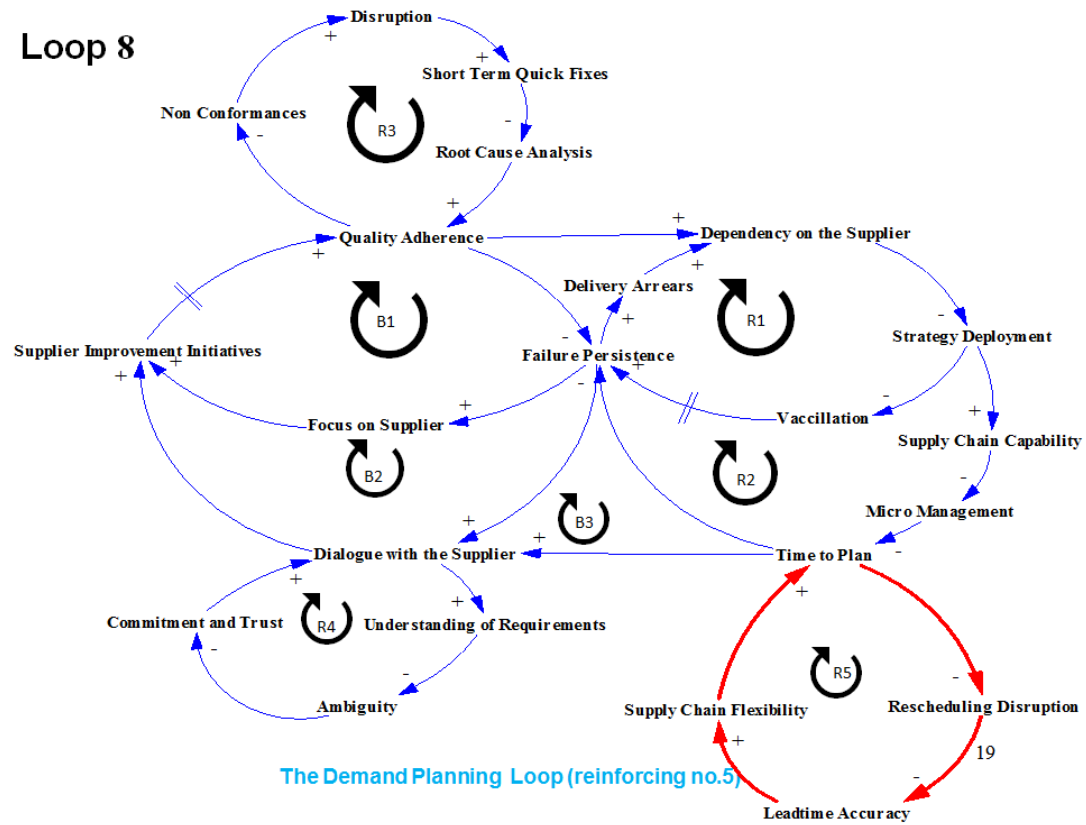 Loop 8
Disruption
+
+
Short Term Quick Fixes
Non Conformances
-
R3
-
Root Cause Analysis
+
+
Quality Adherence
+
Dependency on the Supplier
+
+
Delivery Arrears
B1
R1
+
-
-
Strategy Deployment
Supplier Improvement Initiatives
Failure Persistence
+
+
+
-
-
+
+
Focus on Supplier
Vaccillation
Supply Chain Capability
B2
R2
-
Micro Management
+
B3
+
-
Dialogue with the Supplier
Time to Plan
+
+
+
Commitment and Trust
R4
Understanding of Requirements
-
-
R5
-
Ambiguity
Supply Chain Flexibility
Rescheduling Disruption
+
19
The Demand Planning Loop (reinforcing no.5)
-
Leadtime Accuracy